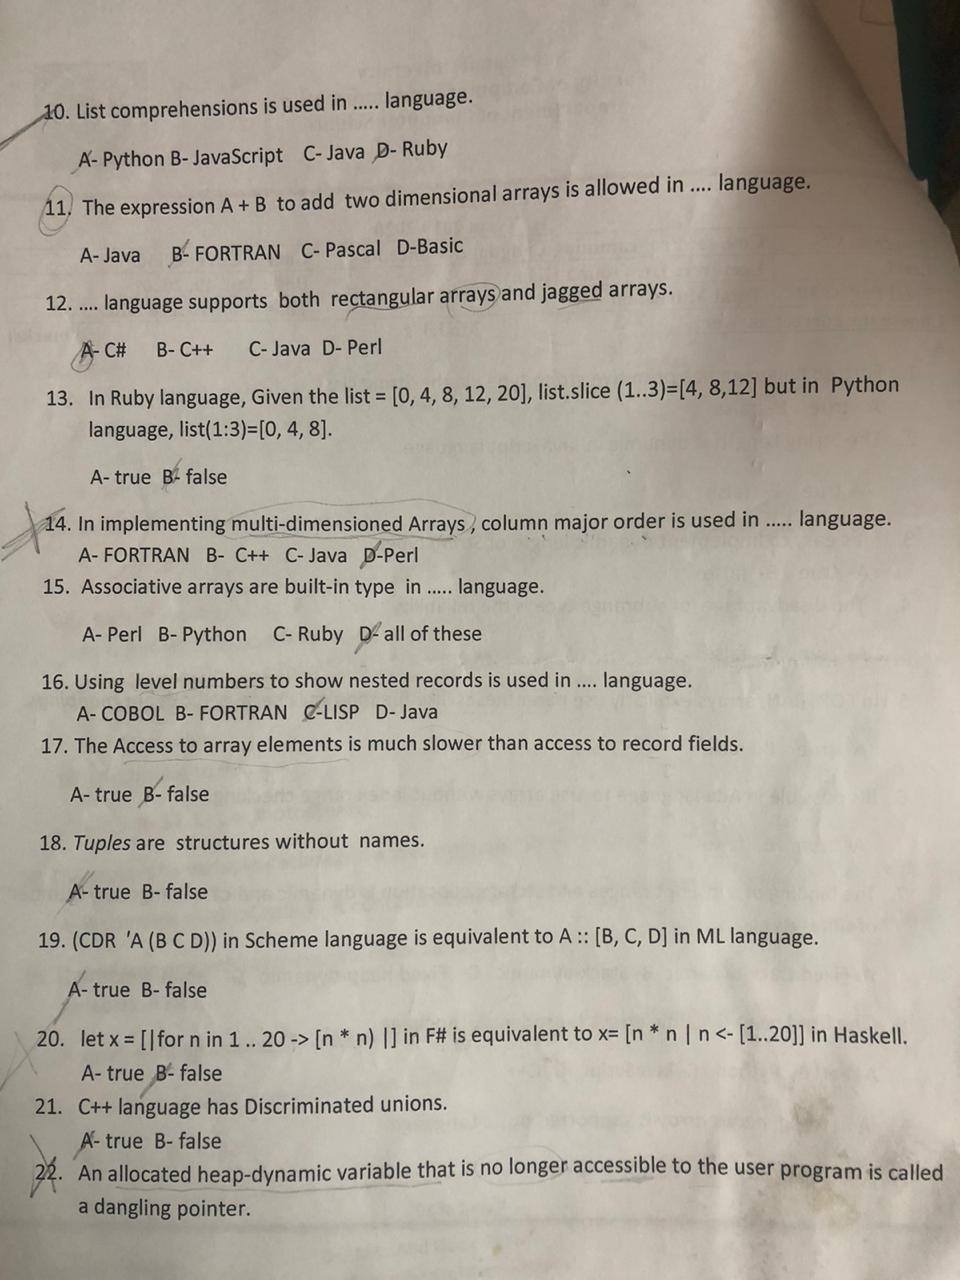 10. List comprehensions is used in ..... language.
A- Python B- JavaScript C- Java D- Ruby
11. The expression A + B to add two dimensional arrays is allowed in .... language.
A- Java B- FORTRAN C- Pascal D-Basic
12. .... language supports both rectangular arrays and jagged arrays.
A- C# B- C++ C- Java D- Perl
13. In Ruby language, Given the list = [0, 4, 8, 12, 20], list.slice (1..3)=[4, 8,12] but in Python
language, list(1:3)=[0, 4, 8].
A- true B- false
14. In implementing multi-dimensioned Arrays, column major order is used in ..... language.
A- FORTRAN B- C++ C- Java D-Perl
15. Associative arrays are built-in type in ..... language.
A- Perl B- Python C- Ruby D- all of these
16. Using level numbers to show nested records is used in .... language.
A- COBOL B- FORTRAN C-LISP D- Java
17. The Access to array elements is much slower than access to record fields.
A- true B- false
18. Tuples are structures without names.
A- true B- false
19. (CDR 'A (B C D)) in Scheme language is equivalent to A :: [B, C, D] in ML language.
A- true B- false
20. let x = [|for n in 1 .. 20 -> [n * n) |] in F# is equivalent to x= [n * n | n <- [1..20]] in Haskell.
A- true B- false
21. C++ language has Discriminated unions.
A- true B- false
22. An allocated heap-dynamic variable that is no longer accessible to the user program is called
a dangling pointer.